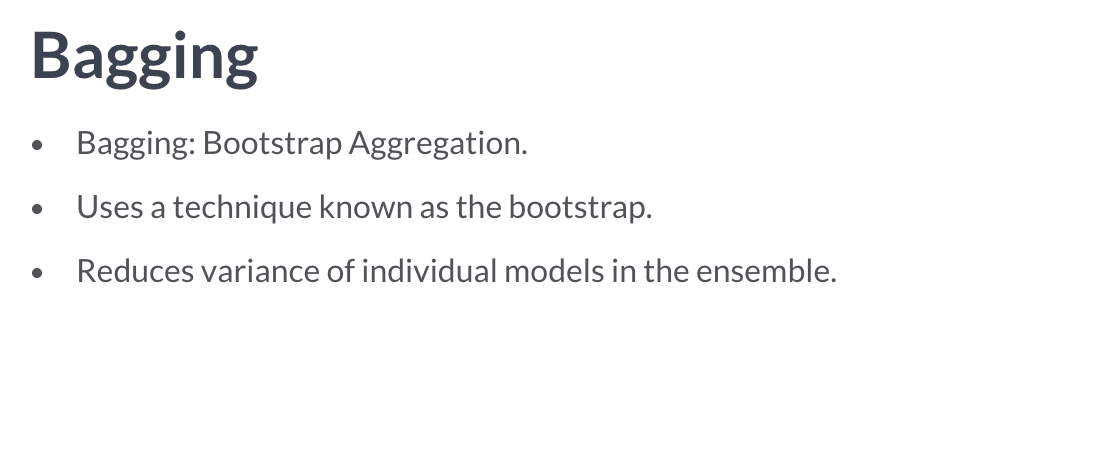 Bagging
• Bagging: Bootstrap Aggregation.
• Uses a technique known as the bootstrap.
• Reduces variance of individual models in the ensemble.